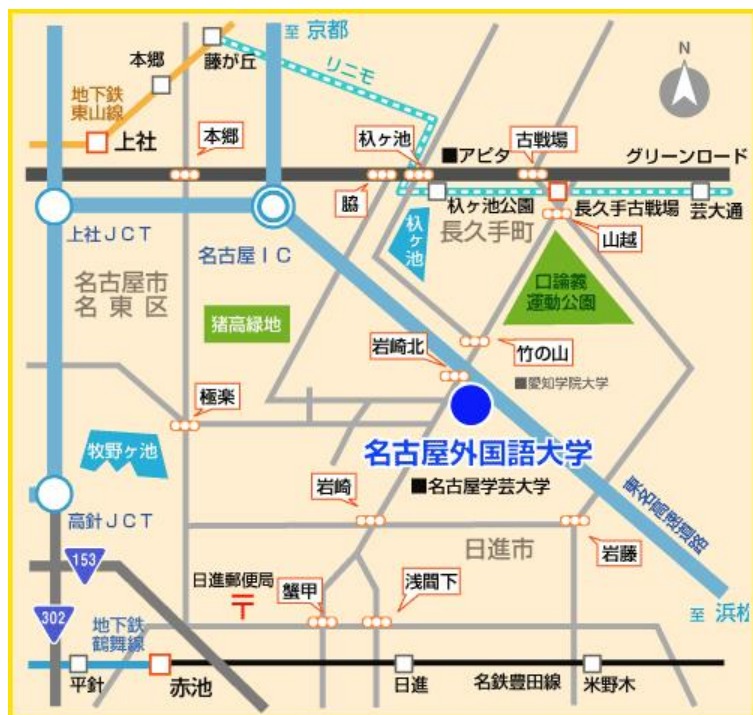 至 京都
N
本郷
藤が丘
リニモ
地下鉄
東山線
上社
本郷
杁ヶ池
■アピタ
古戦場
グリーンロード
脇
杁ヶ池公園
長久手古戦場
芸大通
上社JCT
名古屋IC
杁ヶ池
長久手町
山越
名古屋市
名東区
猪高緑地
口論義
運動公園
岩崎北
竹の山
■愛知学院大学
極楽
名古屋外国語大学
牧野ヶ池
岩崎
■名古屋学芸大学
高針JCT
東名高速道路
日進市
岩藤
153
日進郵便局
〒
蟹甲
浅間下
302
至 浜松
地下鉄
鶴舞線
平針
赤池
日進
名鉄豊田線
米野木